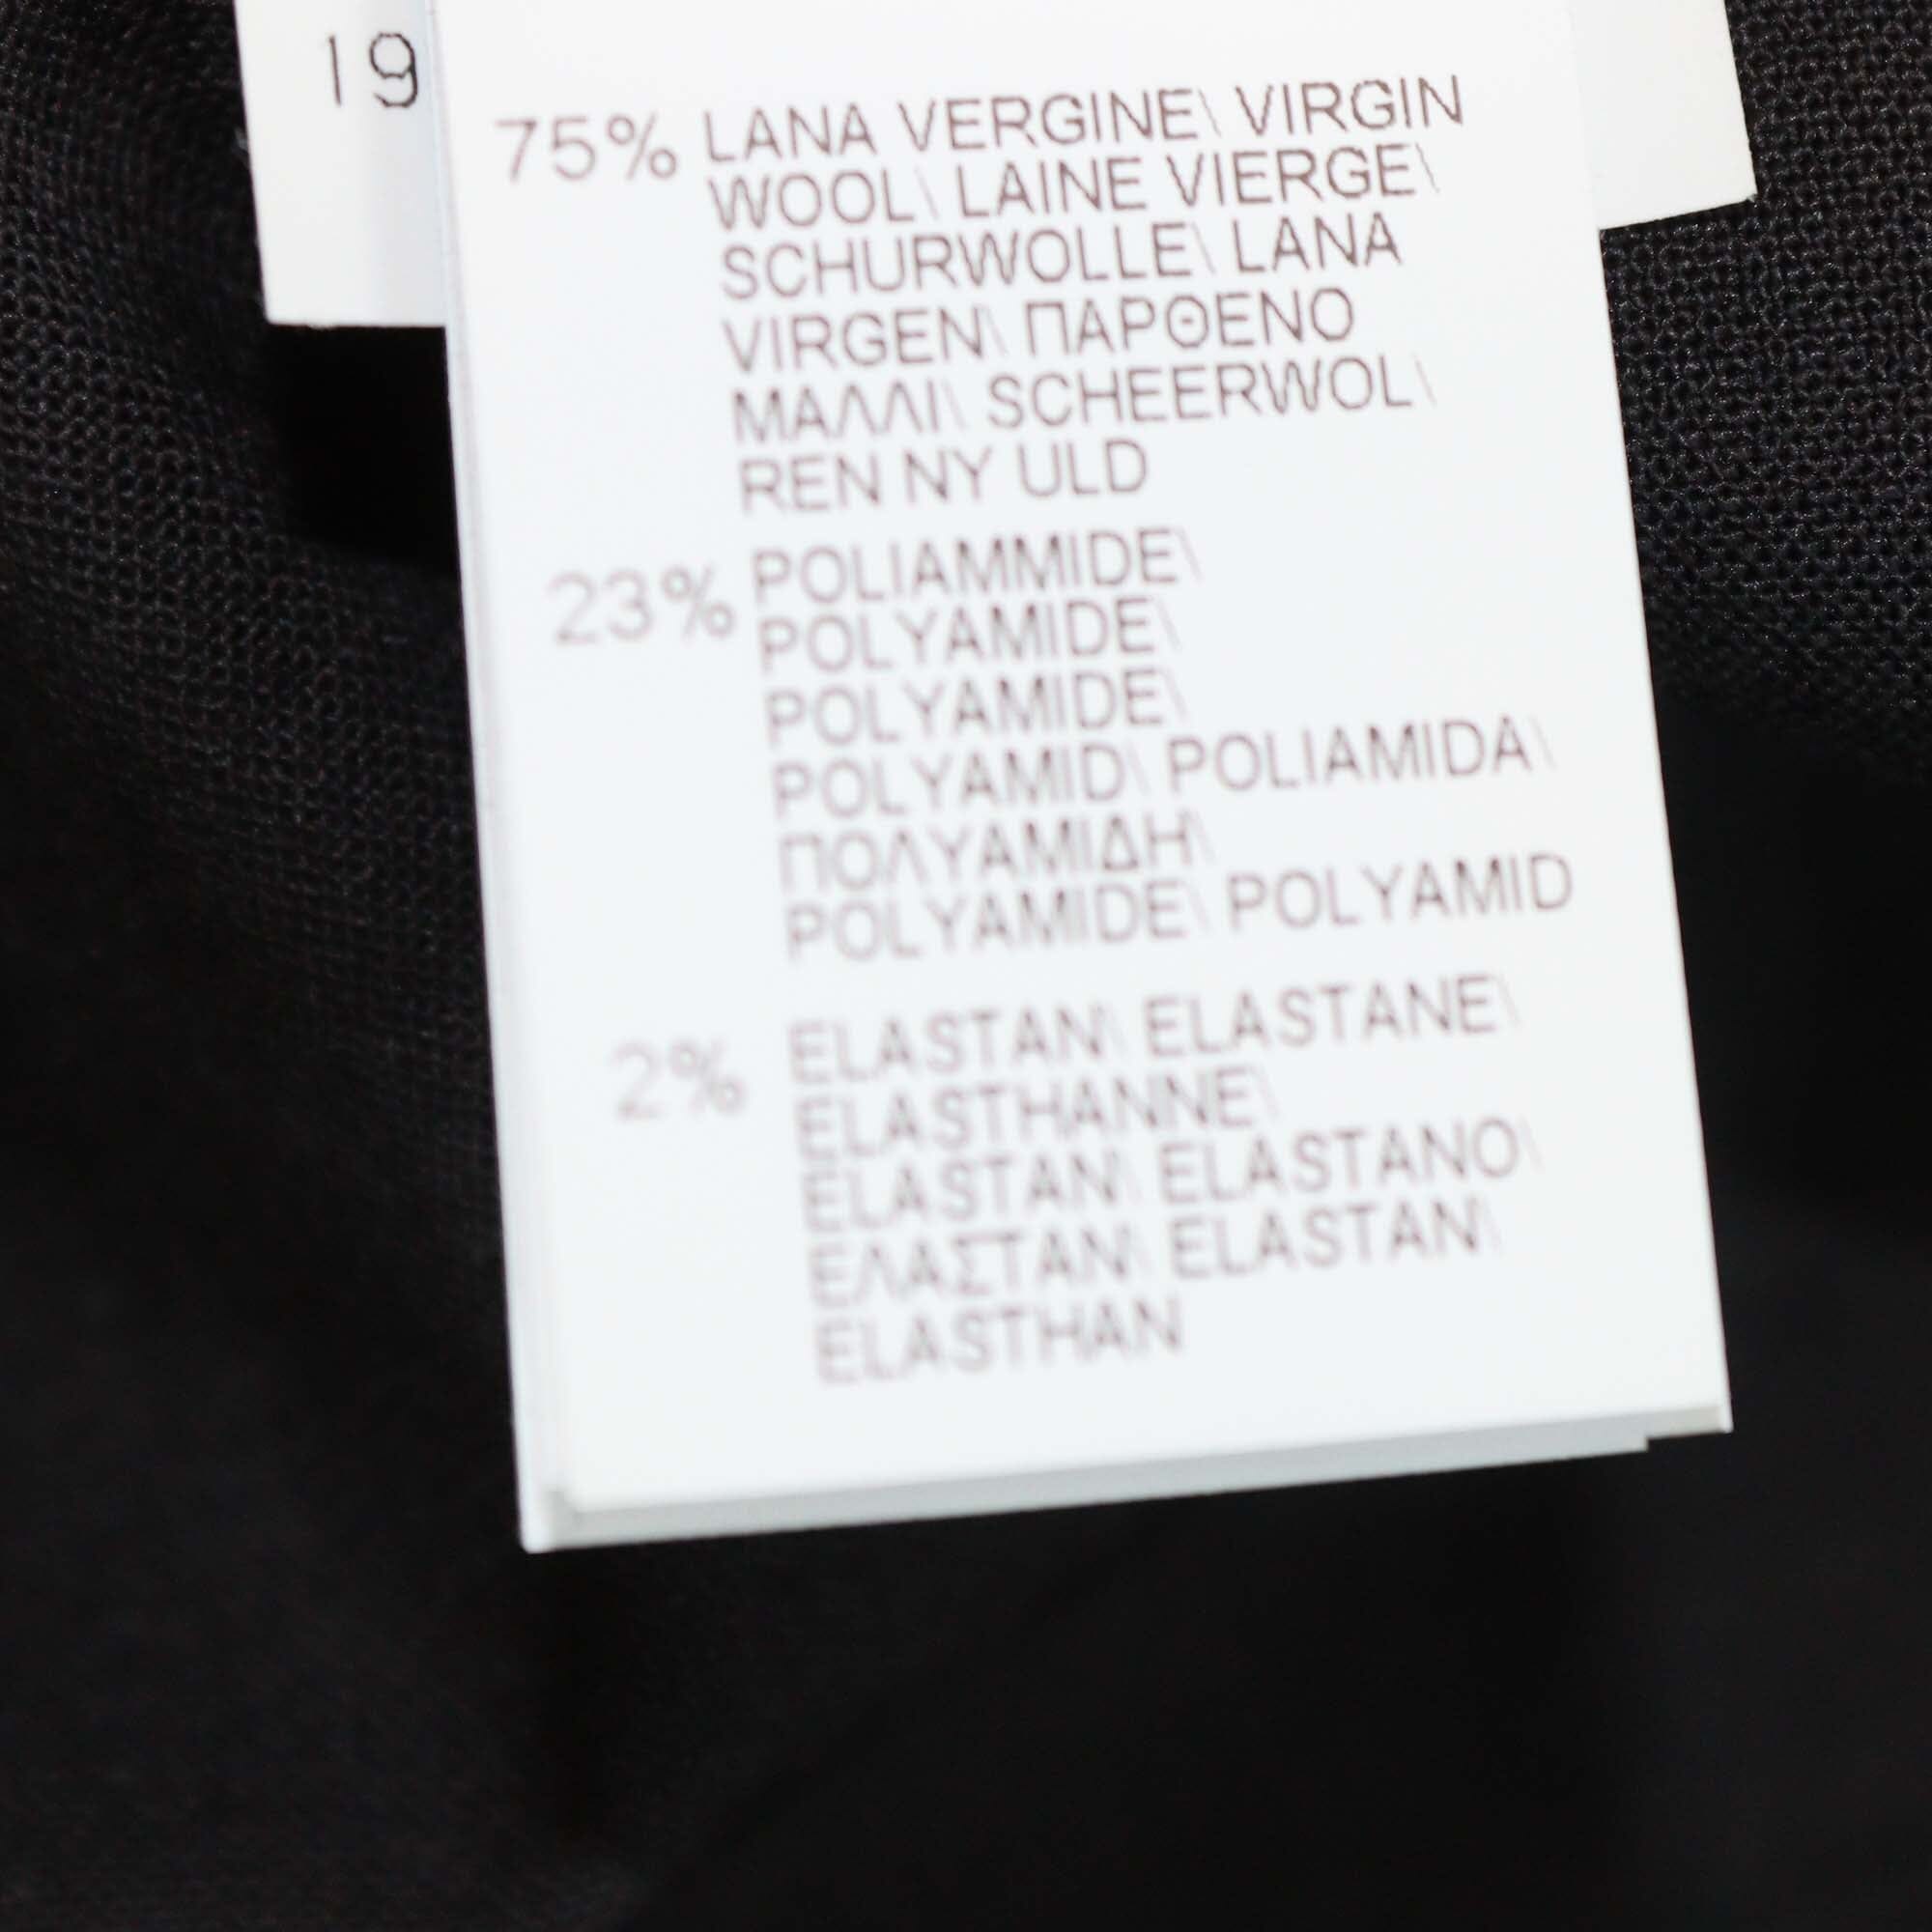 19
75% LANA VERGINE\ VIRGIN
WOOL\ LAINE VIERGE\
SCHURWOLLE\ LANA
VIRGEN\ ΠΑΡΘΕΝΟ
ΜΑΛΛΙ\ SCHEERWOL\
REN NY ULD
23% POLIAMMIDE\
POLYAMIDE\
POLYAMIDE\
POLYAMID\ POLIAMIDA\
ΠΟΛΥΑΜΙΔΗ\
POLYAMIDE\ POLYAMID
2% ELASTAN\ ELASTANE\
ELASTHANNE\
ELASTAN\ ELASTANO\
ΕΛΑΣΤΑΝ\ ELASTAN\
ELASTHAN